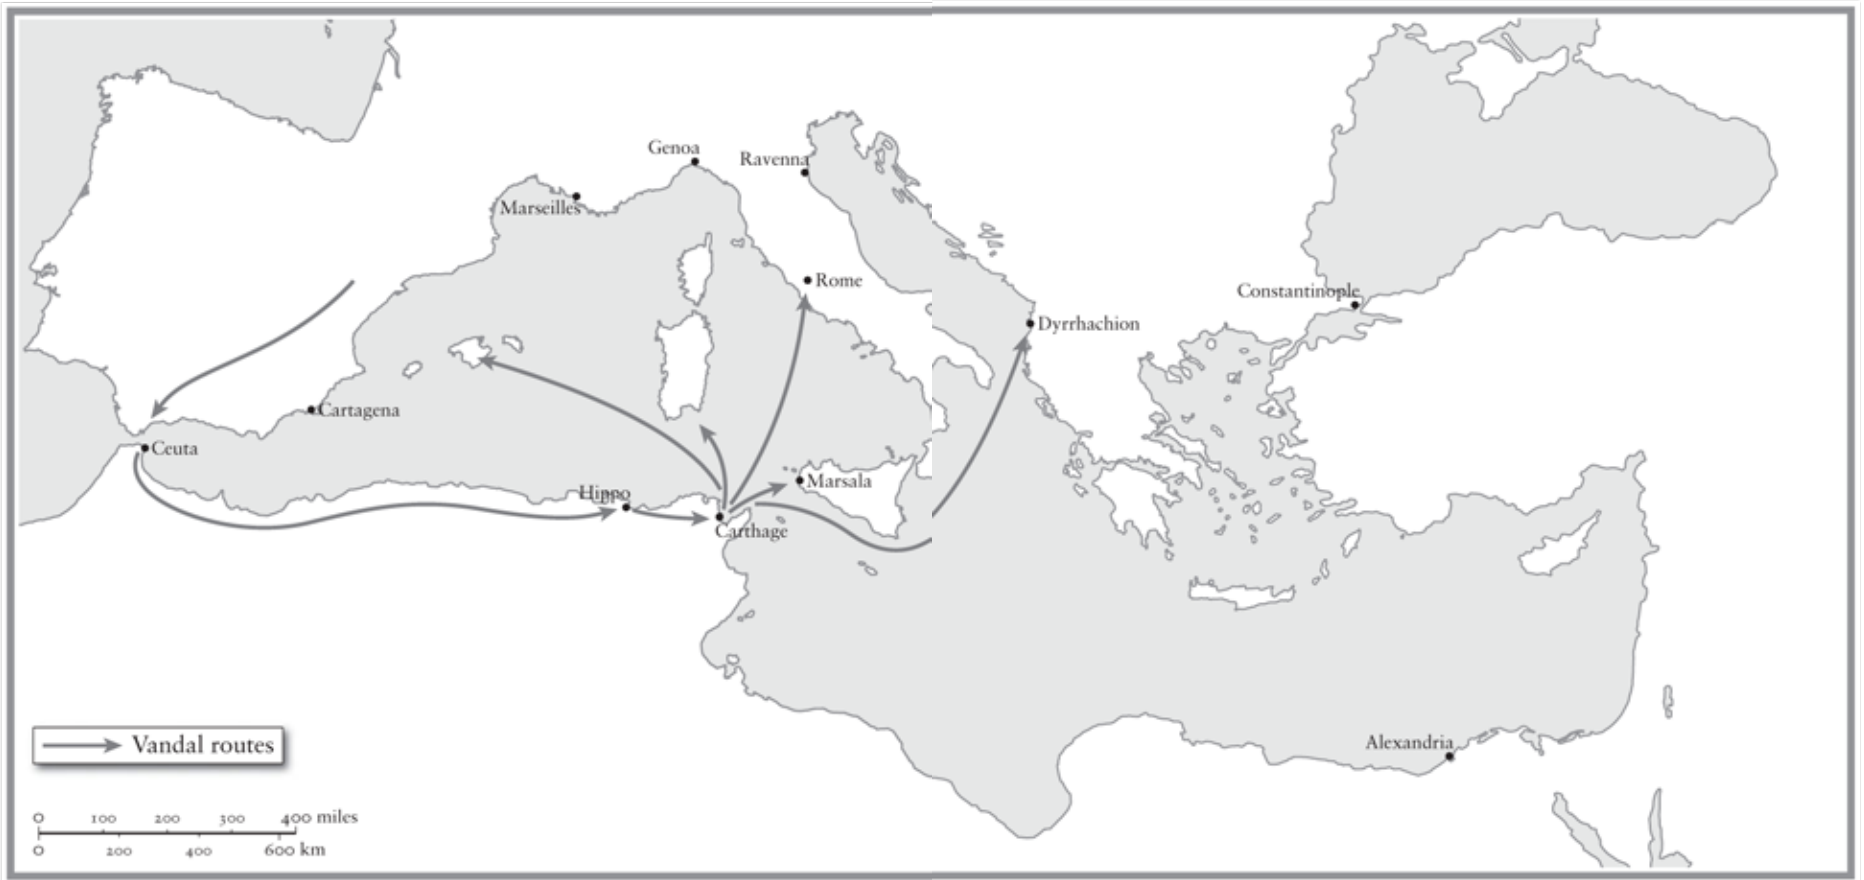 Genoa
Ravenna
Marseilles
Rome
Constantinople
Dyrrhachion
Cartagena
Ceuta
Marsala
Hippo
Carthage
Alexandria
Vandal routes
0 100 200 300 400 miles
0 200 400 600 km